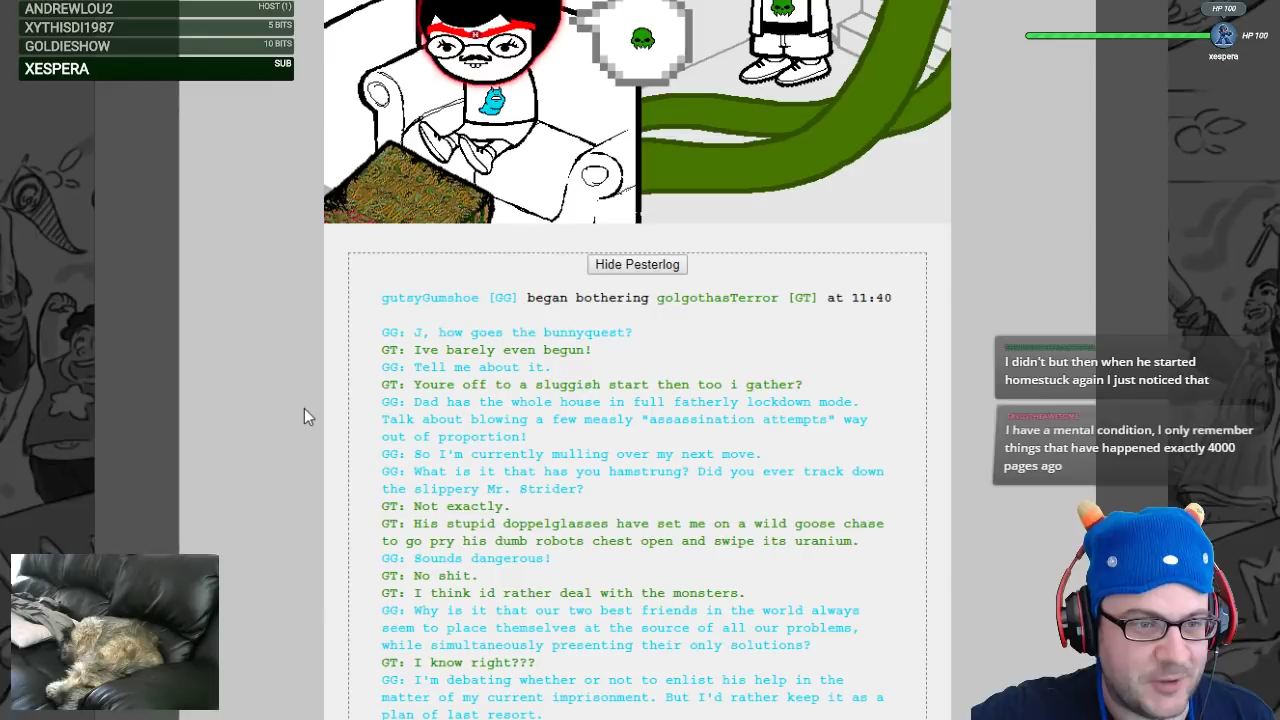 ANDREWLOU2 HOST (1)
XYTHISDI1987 5 BITS
GOLDIESHOW 10 BITS
XESPERA SUB
HP 100
HP 100
xespera
H
Hide Pesterlog
gutsyGumshoe [GG] began bothering golgothasTerror [GT] at 11:40
GG: J, how goes the bunnyquest?
GT: Ive barely even begun!
GG: Tell me about it.
GT: Youre off to a sluggish start then too i gather?
GG: Dad has the whole house in full fatherly lockdown mode.
Talk about blowing a few measly "assassination attempts" way
out of proportion!
GG: So I'm currently mulling over my next move.
GG: What is it that has you hamstrung? Did you ever track down
the slippery Mr. Strider?
GT: Not exactly.
GT: His stupid doppelglasses have set me on a wild goose chase
to go pry his dumb robots chest open and swipe its uranium.
GG: Sounds dangerous!
GT: No shit.
GT: I think id rather deal with the monsters.
GG: Why is it that our two best friends in the world always
seem to place themselves at the source of all our problems,
while simultaneously presenting their only solutions?
GT: I know right???
GG: I'm debating whether or not to enlist his help in the
matter of my current imprisonment. But I'd rather keep it as a
plan of last resort.
I didn't but then when he started
homestuck again I just noticed that
I have a mental condition, I only remember
things that have happened exactly 4000
pages ago